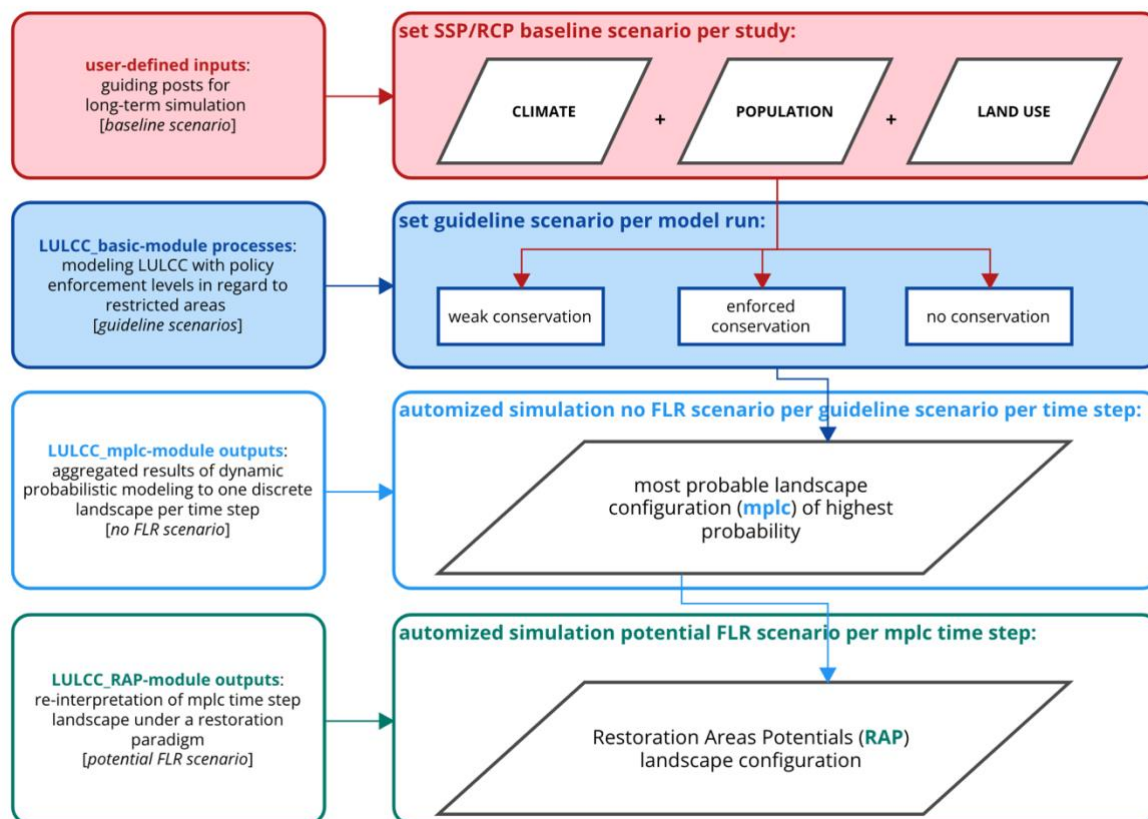 user-defined inputs:
guiding posts for
long-term simulation
[baseline scenario]
set SSP/RCP baseline scenario per study:
CLIMATE
+
POPULATION
+
LAND USE
LULCC_basic-module processes:
modeling LULCC with policy
enforcement levels in regard to
restricted areas
[guideline scenarios]
set guideline scenario per model run:
weak conservation
enforced
conservation
no conservation
LULCC_mplc-module outputs:
aggregated results of dynamic
probabilistic modeling to one discrete
landscape per time step
[no FLR scenario]
automized simulation no FLR scenario per guideline scenario per time step:
most probable landscape
configuration (mplc) of highest
probability
LULCC_RAP-module outputs:
re-interpretation of mplc time step
landscape under a restoration
paradigm
[potential FLR scenario]
automized simulation potential FLR scenario per mplc time step:
Restoration Areas Potentials (RAP)
landscape configuration